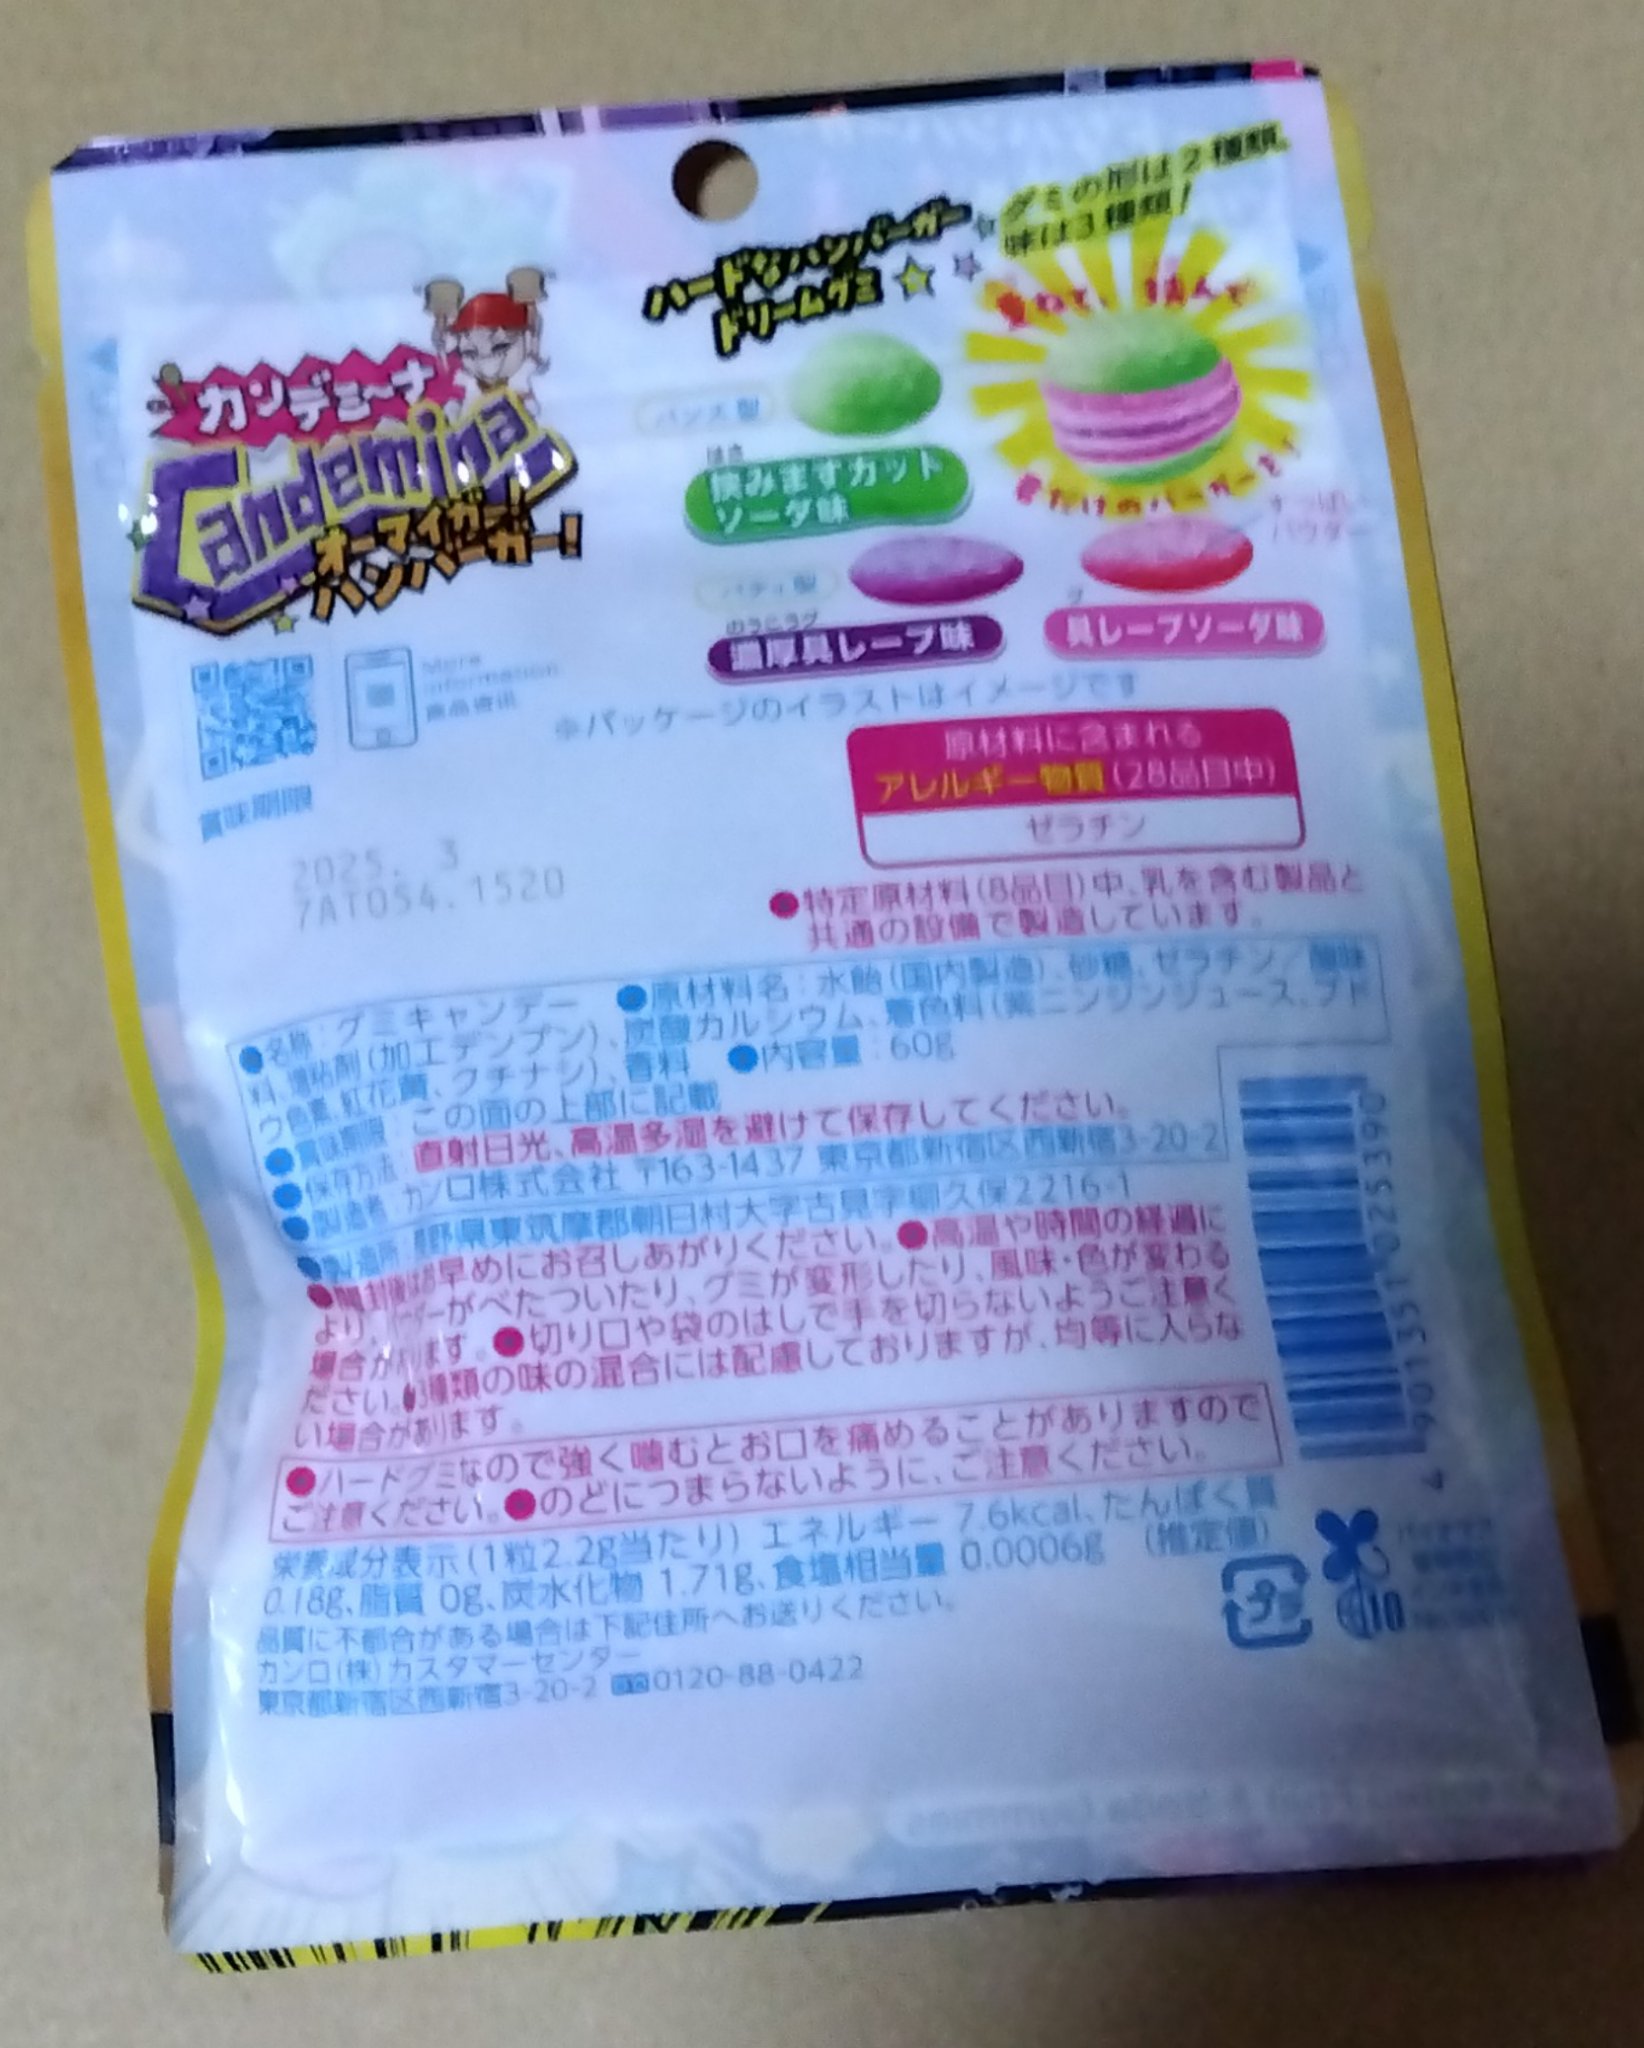 ハードなハンバーガー
ドリームグミ
グミの形は2種類。
味は3種類!
重ねて、挟んで
君だけのバーガーを!
カンデミーナ
Candemina
オーマイガー!
ハンバーガー!
バンズ型
はさ
挟みますカット
ソーダ味
すっぱい
パウダー
パティ型
のうこうグ
濃厚具レープ味
グ
具レープソーダ味
More
information
商品資訊
※パッケージのイラストはイメージです
原材料に含まれる
アレルギー物質(28品目中)
ゼラチン
賞味期限
2025. 3
7AT054.1520
●特定原材料(8品目)中、乳を含む製品と
共通の設備で製造しています。
●名称:グミキャンデー ●原材料名:水飴(国内製造)、砂糖、ゼラチン/酸味
料、増粘剤(加工デンプン)、炭酸カルシウム、着色料(紫ニンジンジュース、ブド
ウ色素、紅花黄、クチナシ)、香料 ●内容量:60g
●賞味期限:この面の上部に記載
●保存方法:直射日光、高温多湿を避けて保存してください。
●製造者:カンロ株式会社 〒163-1437 東京都新宿区西新宿3-20-2
●製造所:野県東筑摩郡朝日村大字古見字柳久保2216-1
●開封後はお早めにお召しあがりください。●高温や時間の経過に
より、パウダーがべたついたり、グミが変形したり、風味・色が変わる
場合があります。●切り口や袋のはしで手を切らないようご注意く
ださい。●3種類の味の混合には配慮しておりますが、均等に入らな
い場合があります。
●ハードグミなので強く噛むとお口を痛めることがありますので
ご注意ください。●のどにつまらないように、ご注意ください。
栄養成分表示(1粒2.2g当たり) エネルギー 7.6kcal、たんぱく質
0.18g、脂質 0g、炭水化物 1.71g、食塩相当量 0.0006g (推定値)
品質に不都合がある場合は下記住所へお送りください。
カンロ(株)カスタマーセンター
東京都新宿区西新宿3-20-2 0120-88-0422
4 901351 025390
プラ
10